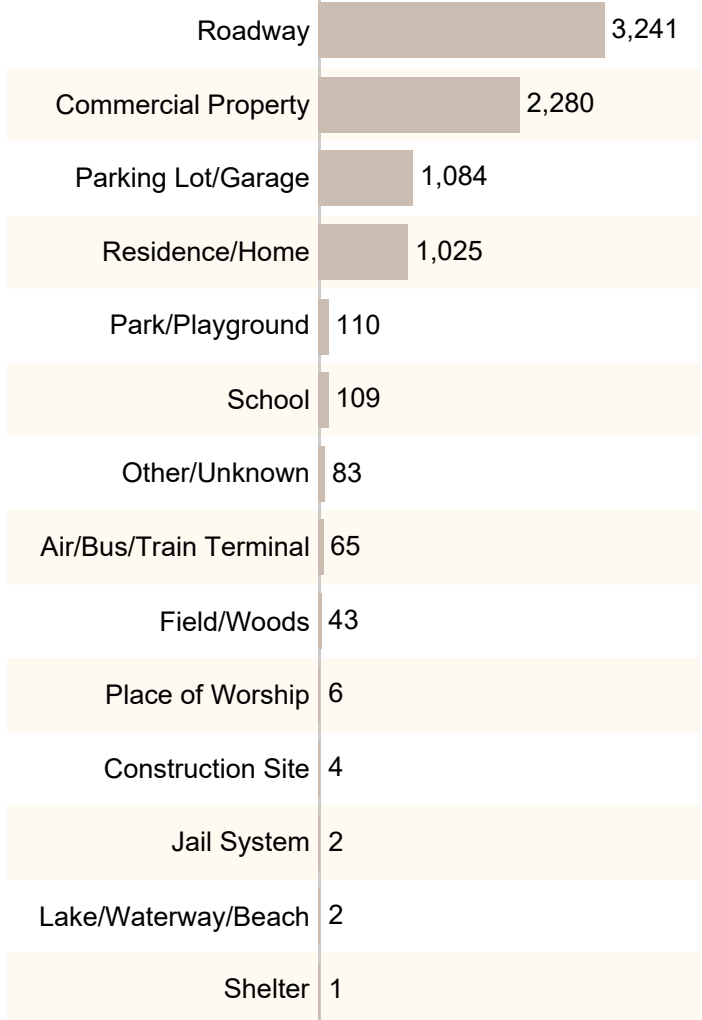 Roadway 3,241
Commercial Property 2,280
Parking Lot/Garage 1,084
Residence/Home 1,025
Park/Playground 110
School 109
Other/Unknown 83
Air/Bus/Train Terminal 65
Field/Woods 43
Place of Worship 6
Construction Site 4
Jail System 2
Lake/Waterway/Beach 2
Shelter 1